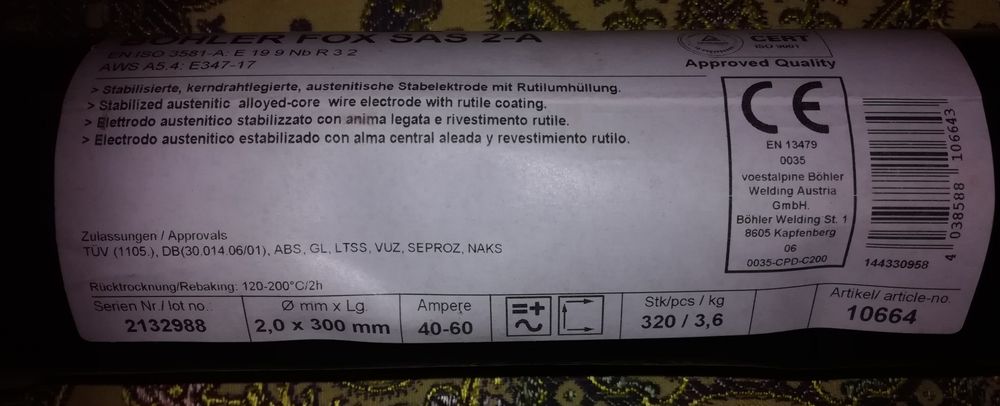 BÖHLER FOX SAS 2-A
EN ISO 3581-A: E 19 9 Nb R 3 2
AWS A5.4: E347-17
> Stabilisierte, kerndrahtlegierte, austenitische Stabelektrode mit Rutilumhüllung.
> Stabilized austenitic alloyed-core wire electrode with rutile coating.
> Elettrodo austenitico stabilizzato con anima legata e rivestimento rutile.
> Electrodo austenitico estabilizado con alma central aleada y revestimiento rutilo.
Zulassungen / Approvals
TÜV (1105.), DB(30.014.06/01), ABS, GL, LTSS, VUZ, SEPROZ, NAKS
Rücktrocknung/Rebaking: 120-200°C/2h
Serien Nr / lot no.:
2132988
Ø mm x Lg.
2,0 x 300 mm
Ampere
40-60
=+
~
Stk/pcs / kg
320 / 3,6
Artikel/ article-no.
10664
CERT
ISO 9001
Approved Quality
CE
EN 13479
0035
voestalpine Böhler
Welding Austria
GmbH.
Böhler Welding St. 1
8605 Kapfenberg
06
0035-CPD-C200
4 038588 106643
144330958